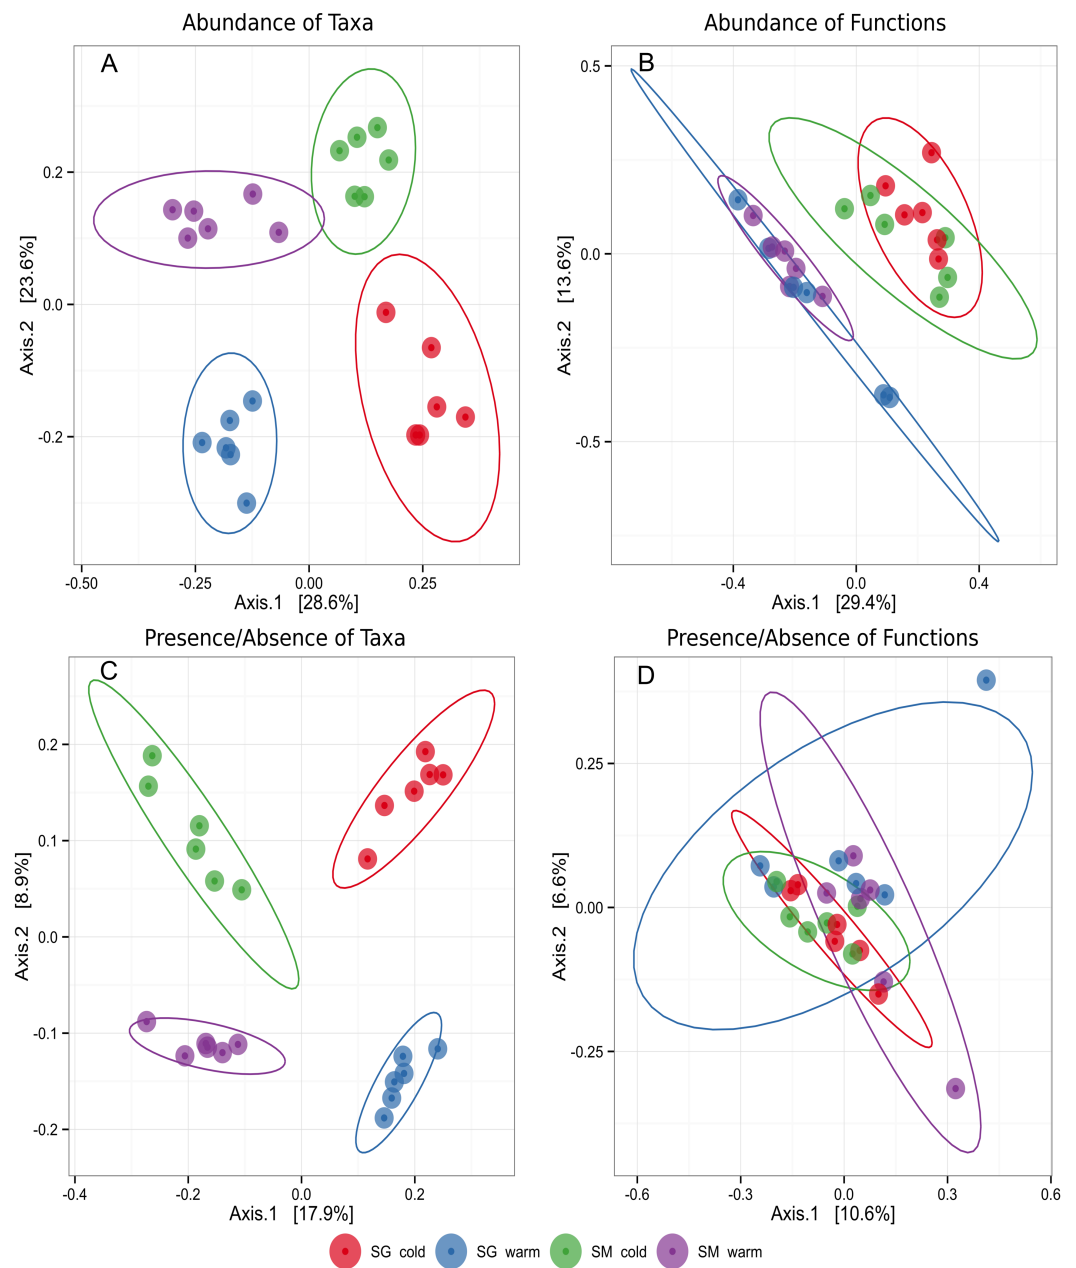 Abundance of Taxa
A
0.2
0.0
-0.2
Axis.2 [23.6%]
-0.50
-0.25
0.00
0.25
Axis.1 [28.6%]
Abundance of Functions
B
0.5
0.0
-0.5
Axis.2 [13.6%]
-0.4
0.0
0.4
Axis.1 [29.4%]
Presence/Absence of Taxa
C
0.2
0.1
0.0
-0.1
-0.2
Axis.2 [8.9%]
-0.4
-0.2
0.0
0.2
Axis.1 [17.9%]
Presence/Absence of Functions
D
0.25
0.00
-0.25
Axis.2 [6.6%]
-0.6
-0.3
0.0
0.3
0.6
Axis.1 [10.6%]
SG cold
SG warm
SM cold
SM warm